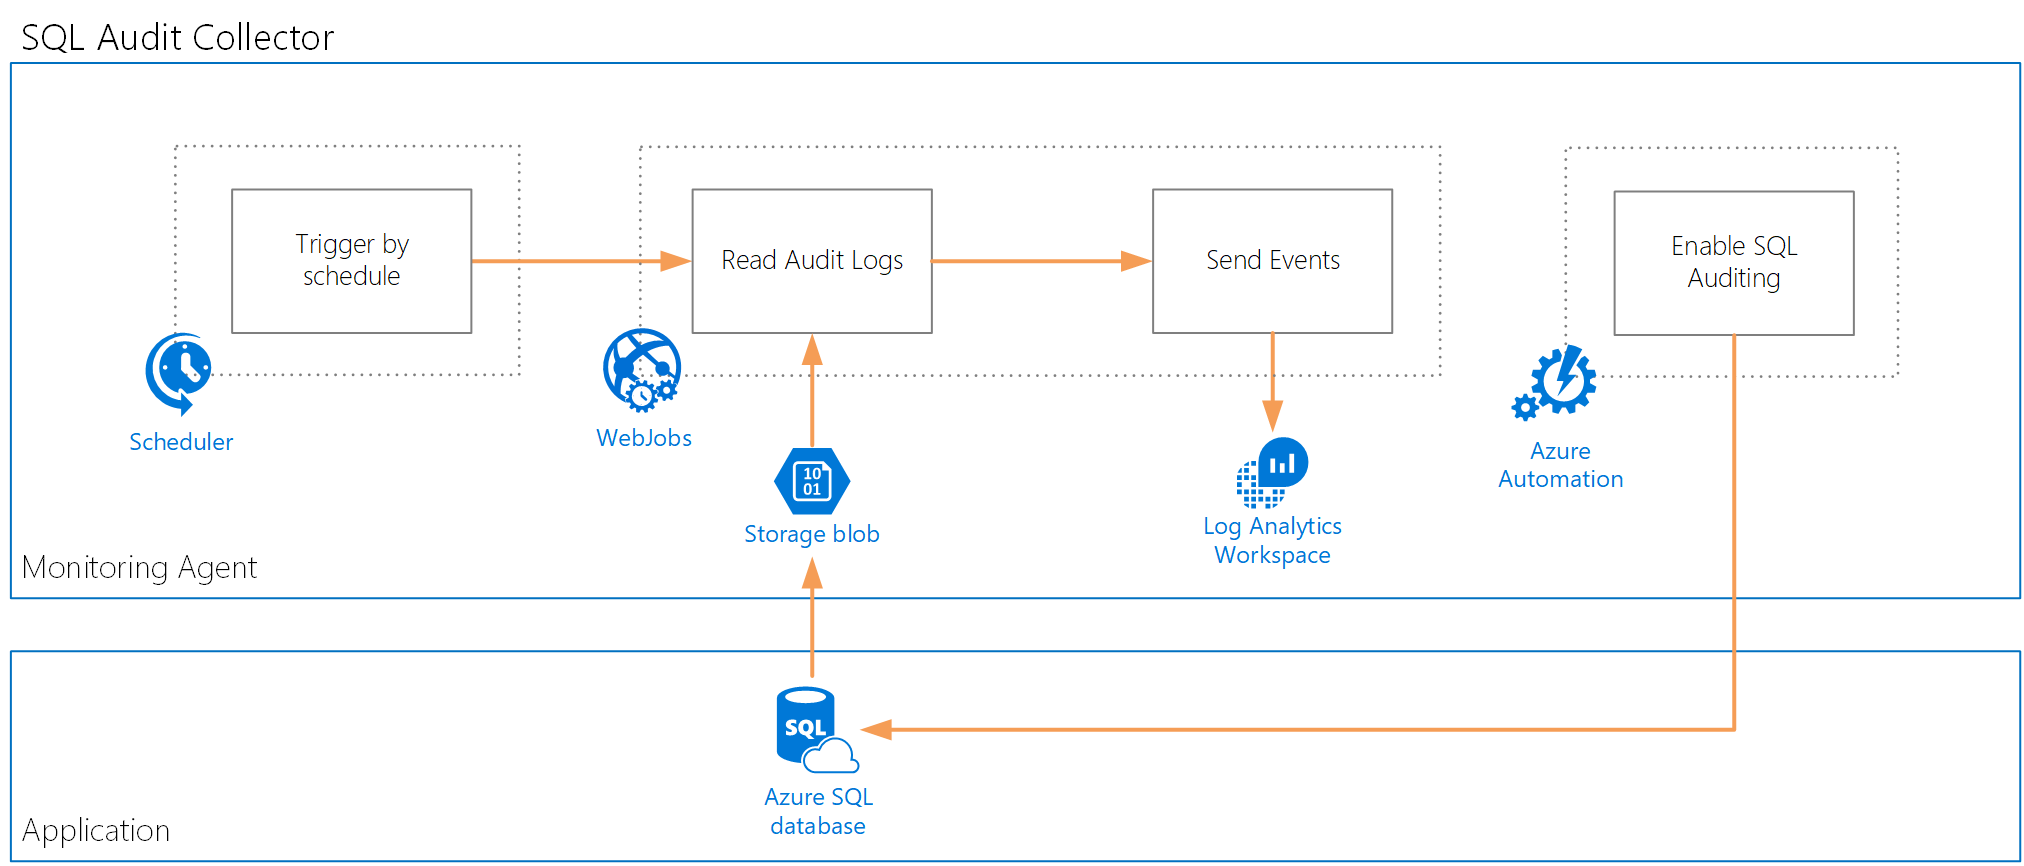 SQL Audit Collector
Trigger by
schedule
Read Audit Logs
Send Events
Enable SQL
Auditing
Scheduler
WebJobs
10
01
Storage blob
Log Analytics
Workspace
Azure
Automation
Monitoring Agent
SQL
Azure SQL
database
Application